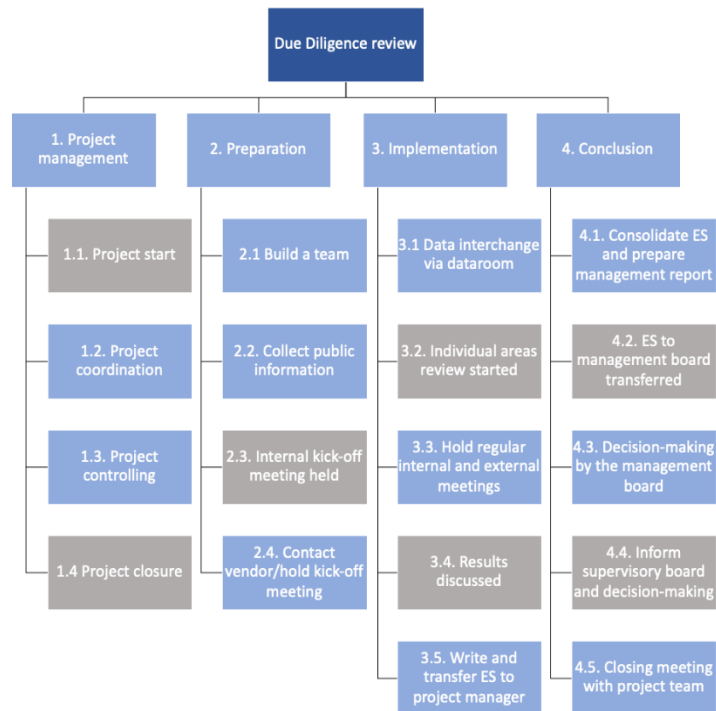 Due Diligence review
1. Project
management
2. Preparation
3. Implementation
4. Conclusion
1.1. Project start
1.2. Project
coordination
1.3. Project
controlling
1.4 Project closure
2.1 Build a team
2.2. Collect public
information
2.3. Internal kick-off
meeting held
2.4. Contact
vendor/hold kick-off
meeting
3.1 Data interchange
via dataroom
3.2. Individual areas
review started
3.3. Hold regular
internal and external
meetings
3.4. Results
discussed
3.5. Write and
transfer ES to
project manager
4.1. Consolidate ES
and prepare
management report
4.2. ES to
management board
transferred
4.3. Decision-making
by the management
board
4.4. Inform
supervisory board
and decision-making
4.5. Closing meeting
with project team